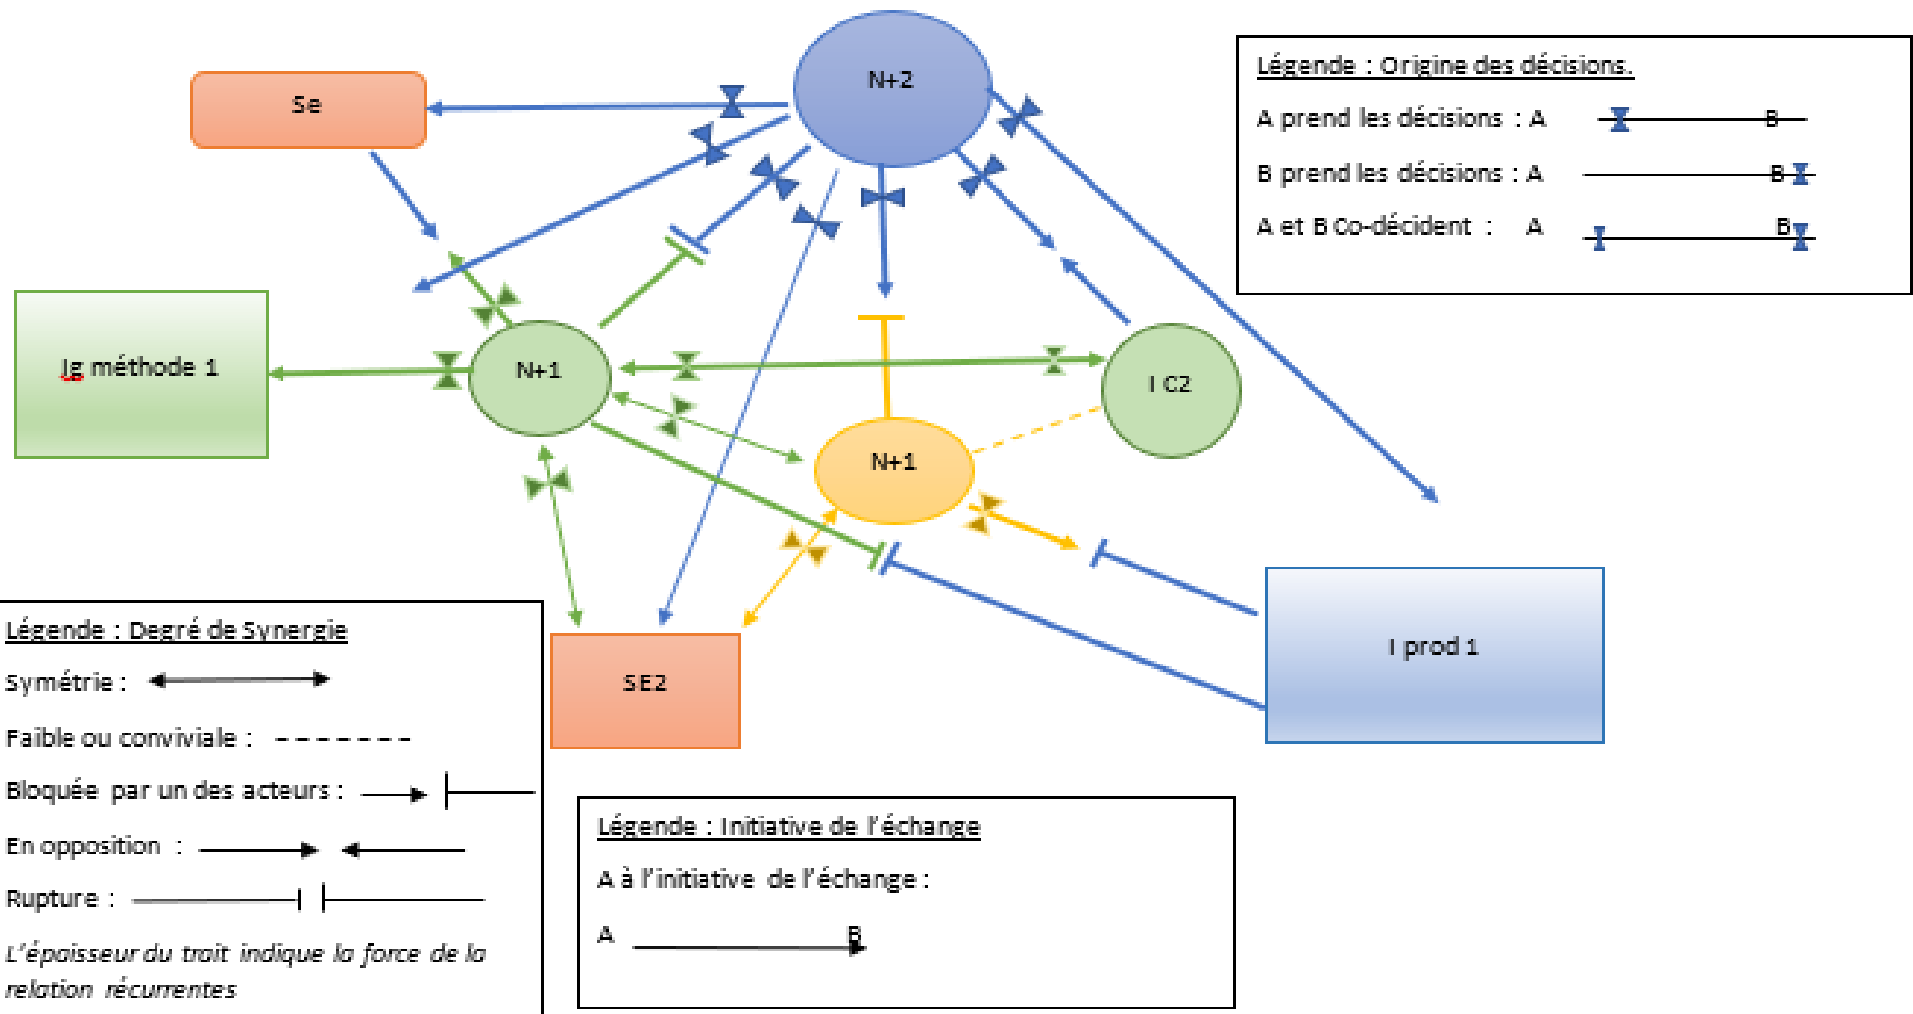 N+2
Se
Légende : Origine des décisions.
A prend les décisions : A B
B prend les décisions : A B
A et B Co-décident : A B
Ig méthode 1
N+1
I C2
N+1
I prod 1
SE2
Légende : Degré de Synergie
Symétrie :
Faible ou conviviale :
Bloquée par un des acteurs :
En opposition :
Rupture :
L'épaisseur du trait indique la force de la
relation récurrentes
Légende : Initiative de l'échange
A à l'initiative de l'échange :
A B